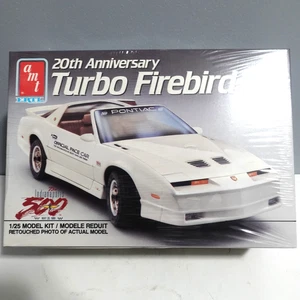 amt
ERTL
20th Anniversary
Turbo Firebird
PONTIAC
OFFICIAL PACE CAR
Indianapolis
500
1/25 MODEL KIT / MODELE REDUIT
RETOUCHED PHOTO OF ACTUAL MODEL